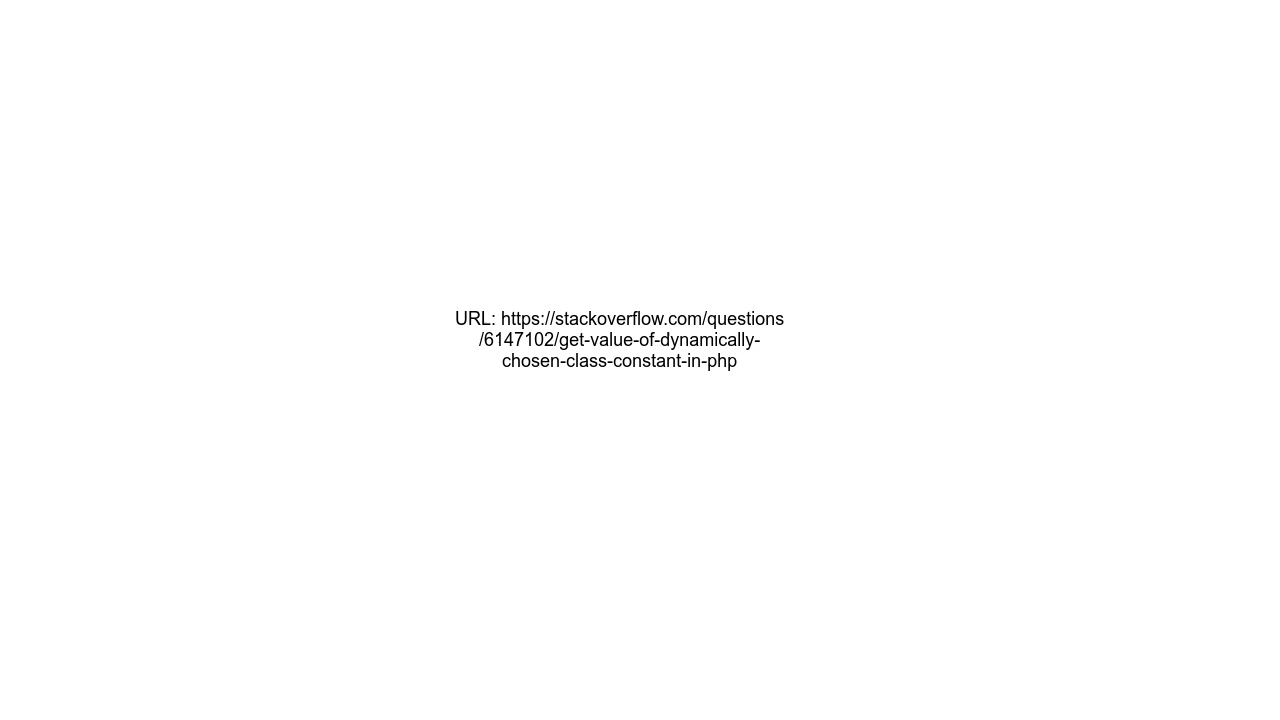 URL: https://stackoverflow.com/questions
/6147102/get-value-of-dynamically-
chosen-class-constant-in-php